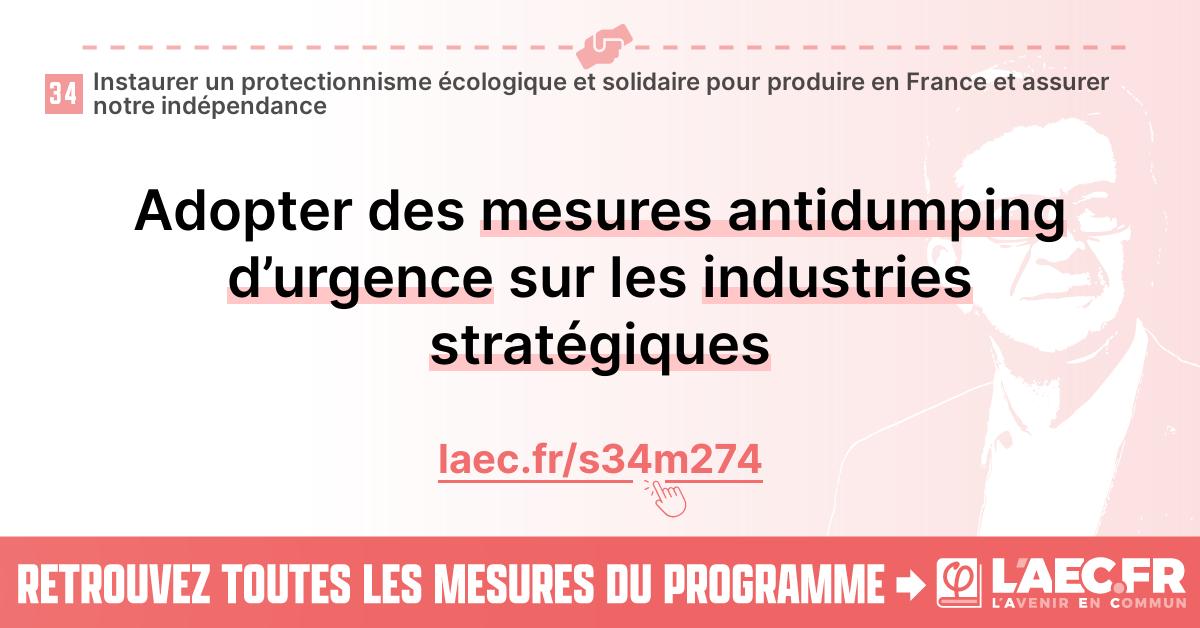 34
Instaurer un protectionnisme écologique et solidaire pour produire en France et assurer
notre indépendance
Adopter des mesures antidumping
d’urgence sur les industries
stratégiques
laec.fr/s34m274
RETROUVEZ TOUTES LES MESURES DU PROGRAMME
φ
L'AEC.FR
L'AVENIR EN COMMUN